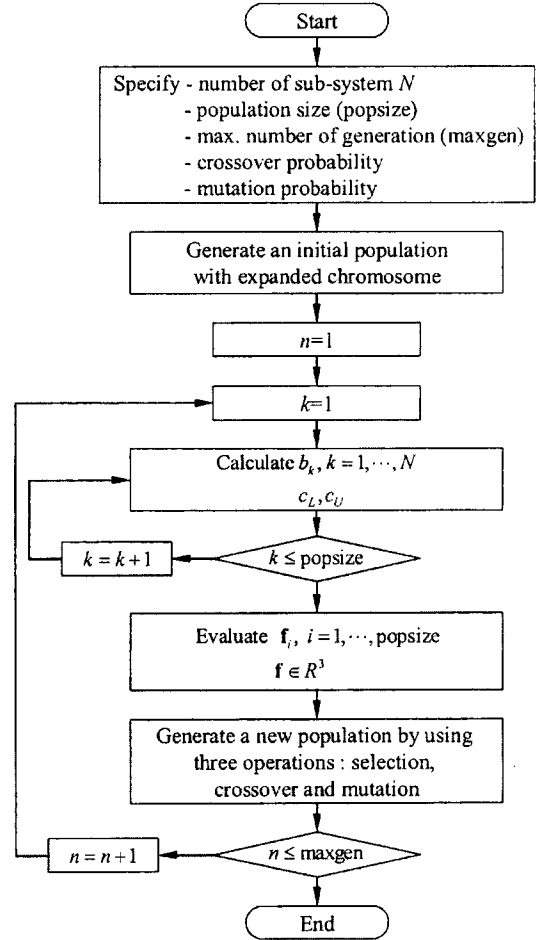 Start
Specify - number of sub-system N
- population size (popsize)
- max. number of generation (maxgen)
- crossover probability
- mutation probability
Generate an initial population
with expanded chromosome
n=1
k=1
Calculate b_k, k = 1,⋯,N
c_L, c_U
k = k+1
k ≤ popsize
Evaluate f_i, i = 1,⋯,popsize
f ∈ R^3
Generate a new population by using
three operations : selection,
crossover and mutation
n = n+1
n ≤ maxgen
End